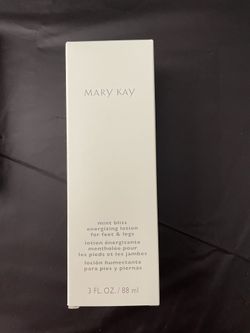 MARY KAY
mint bliss
energizing lotion
for feet & legs
lotion énergisante
mentholée pour
les pieds et les jambes
loción humectante
para pies y piernas
3 FL. OZ. / 88 ml